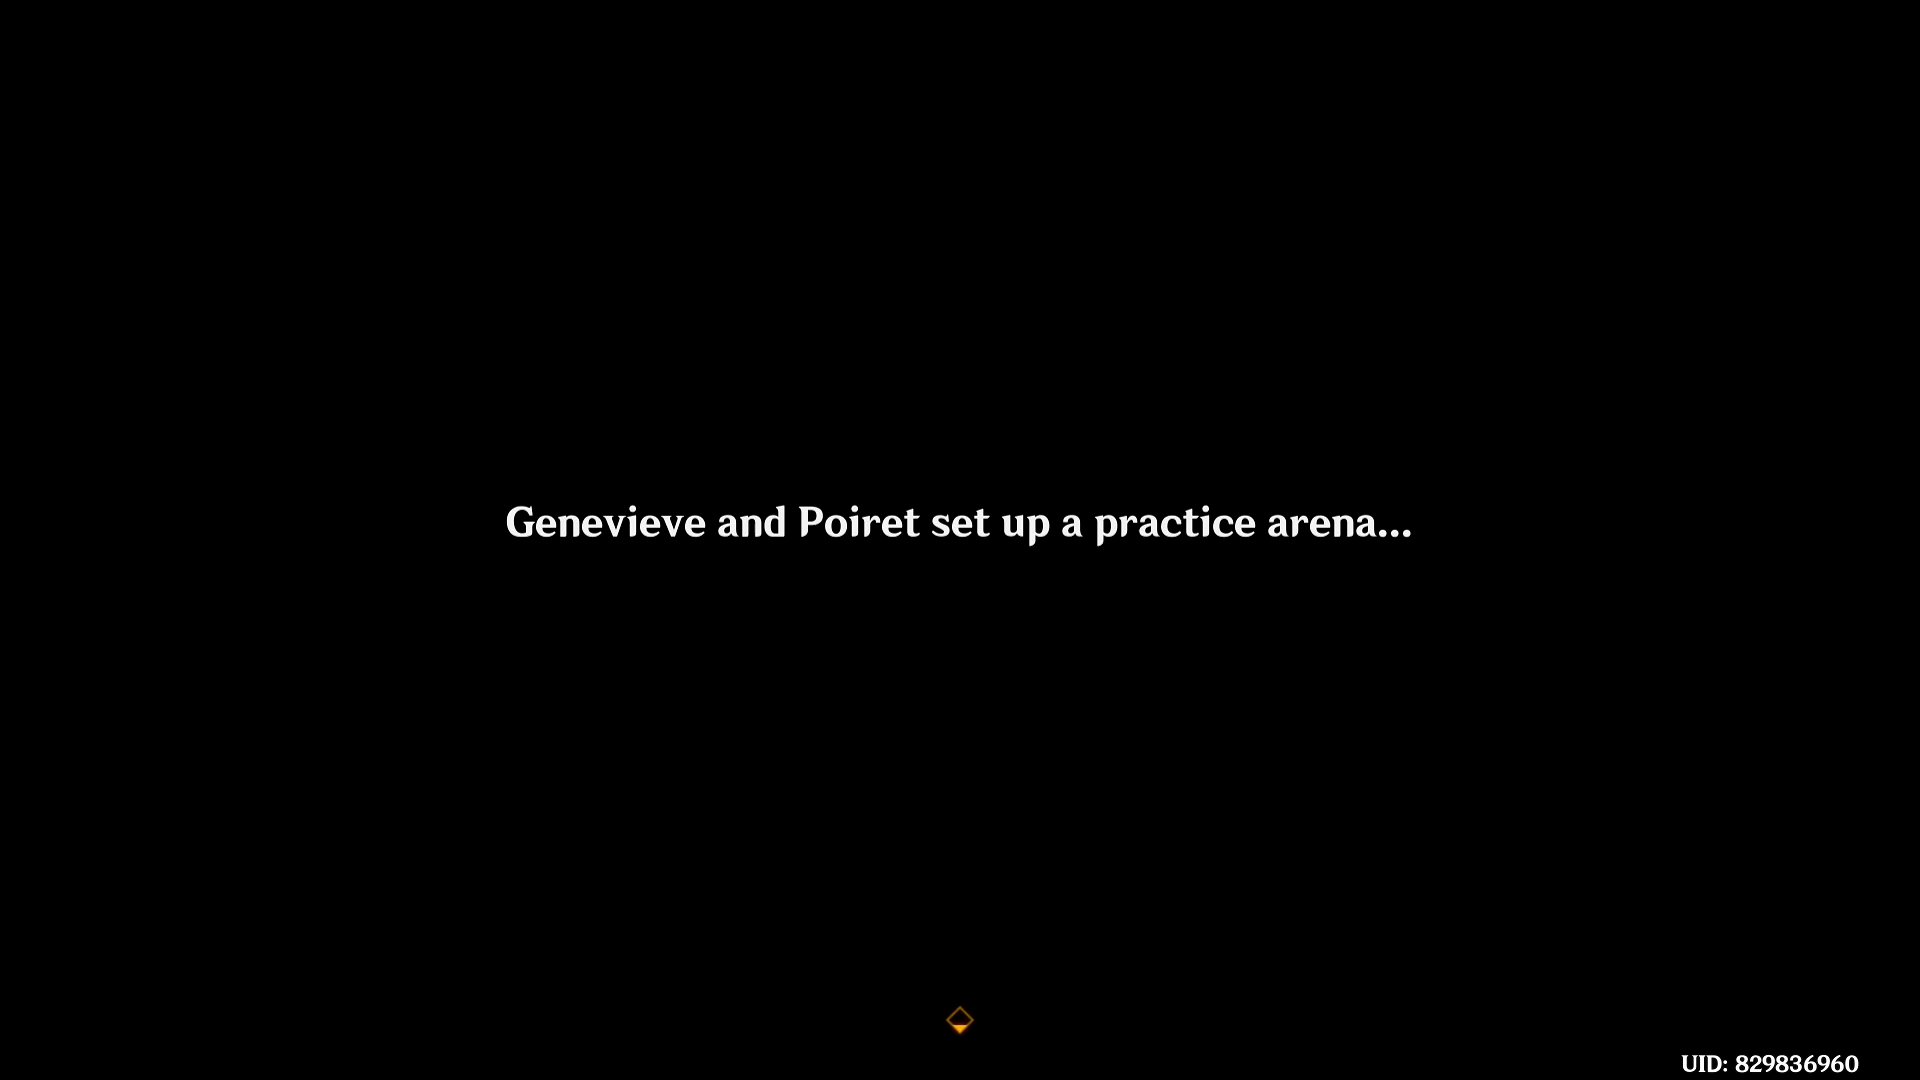 Genevieve and Poiret set up a practice arena...
UID: 829836960